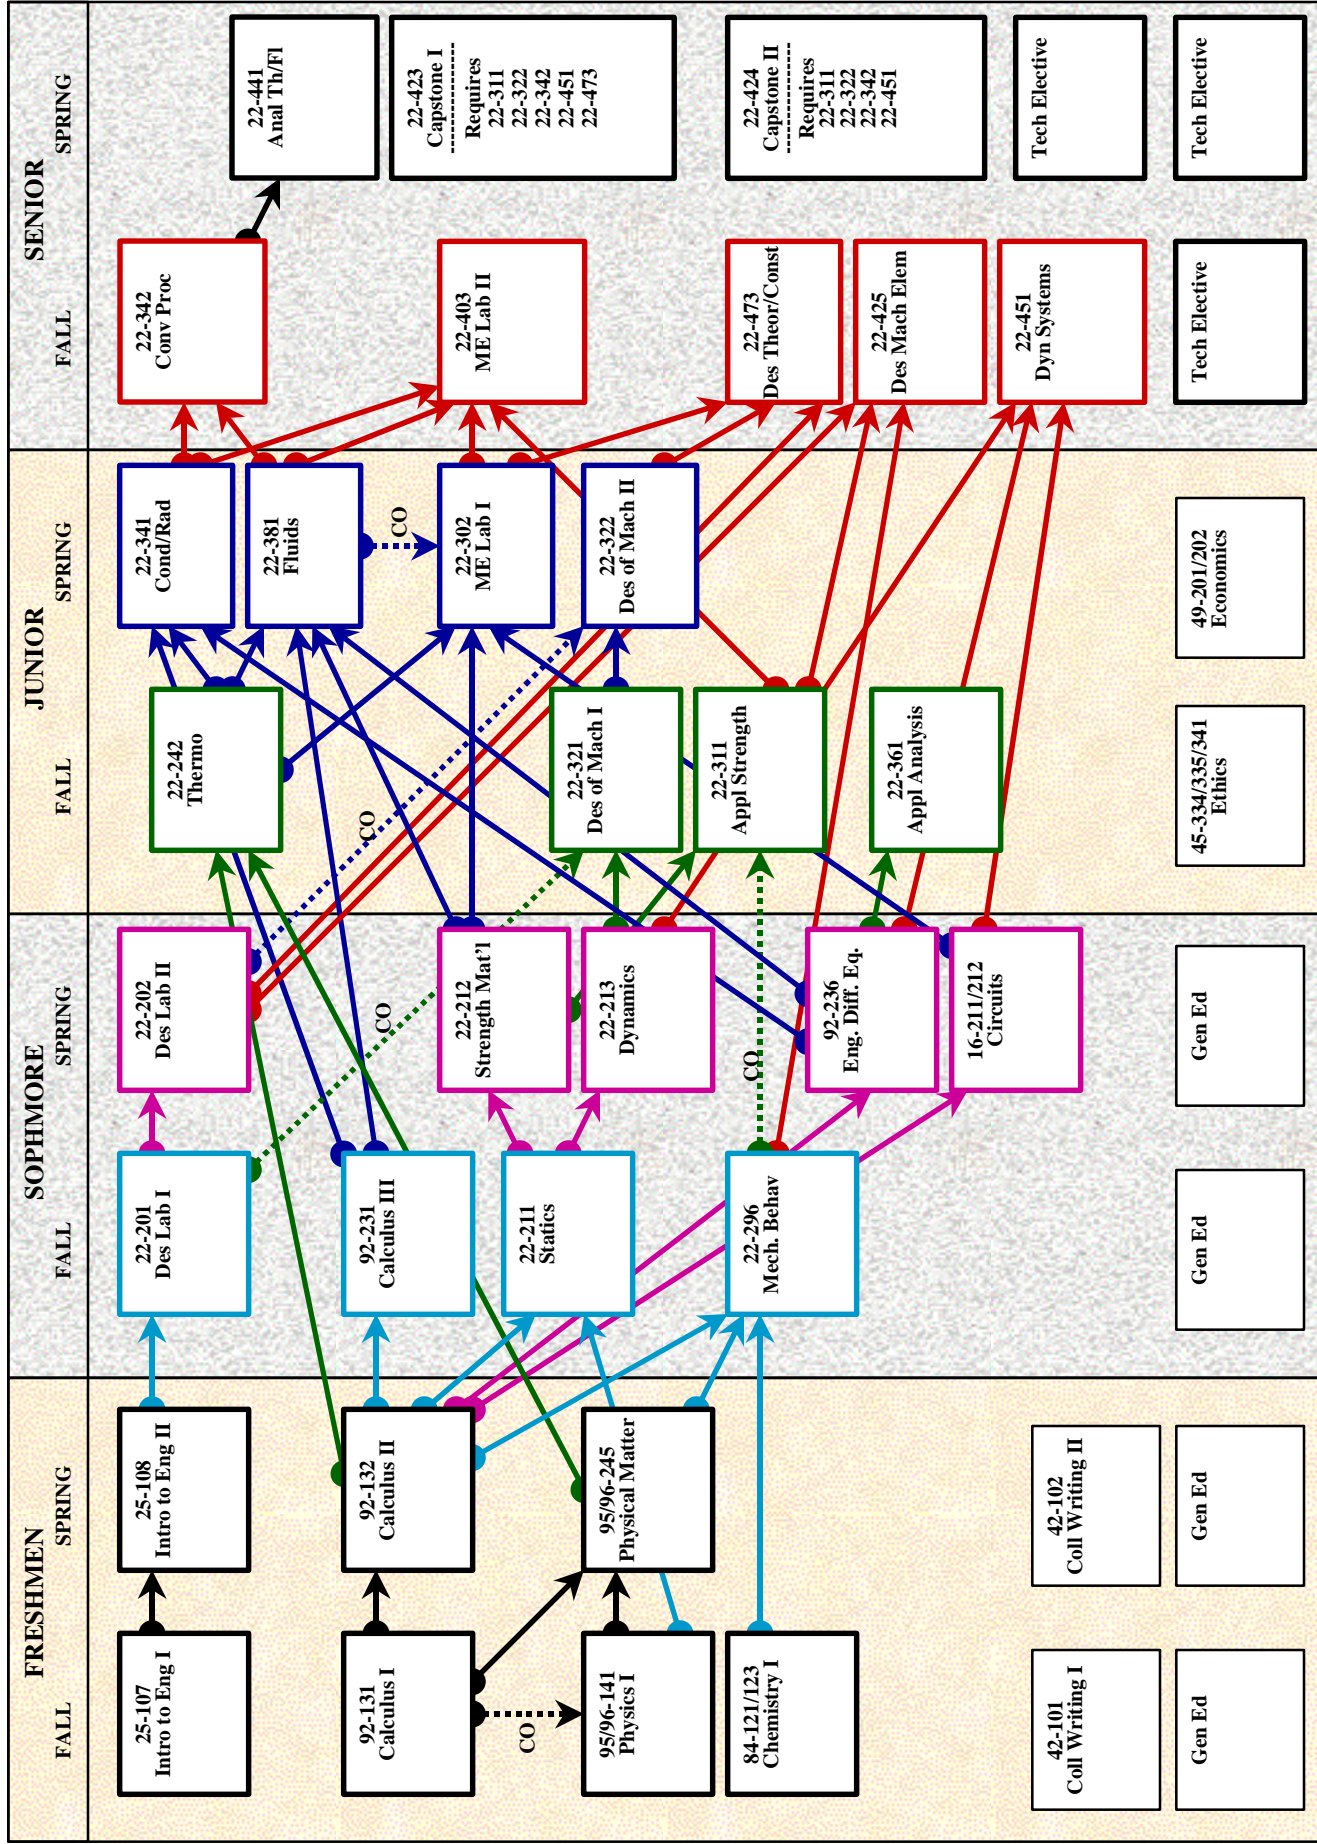 FRESHMEN
SOPHMORE
JUNIOR
SENIOR
FALL
SPRING
FALL
SPRING
FALL
SPRING
FALL
SPRING
25-107
Intro to Eng I
92-131
Calculus I
CO
95/96-141
Physics I
84-121/123
Chemistry I
42-101
Coll Writing I
Gen Ed
25-108
Intro to Eng II
92-132
Calculus II
95/96-245
Physical Matter
42-102
Coll Writing II
Gen Ed
22-201
Des Lab I
92-231
Calculus III
22-211
Statics
22-296
Mech. Behav
Gen Ed
22-202
Des Lab II
CO
22-212
Strength Mat'l
22-213
Dynamics
CO
92-236
Eng. Diff. Eq.
16-211/212
Circuits
Gen Ed
22-242
Thermo
CO
22-321
Des of Mach I
22-311
Appl Strength
22-361
Appl Analysis
45-334/335/341
Ethics
22-341
Cond/Rad
22-381
Fluids
CO
22-302
ME Lab I
22-322
Des of Mach II
49-201/202
Economics
22-342
Conv Proc
22-403
ME Lab II
22-473
Des Theor/Const
22-425
Des Mach Elem
22-451
Dyn Systems
Tech Elective
22-441
Anal Th/Fl
22-423
Capstone I
Requires
22-311
22-322
22-342
22-451
22-473
22-424
Capstone II
Requires
22-311
22-322
22-342
22-451
Tech Elective
Tech Elective